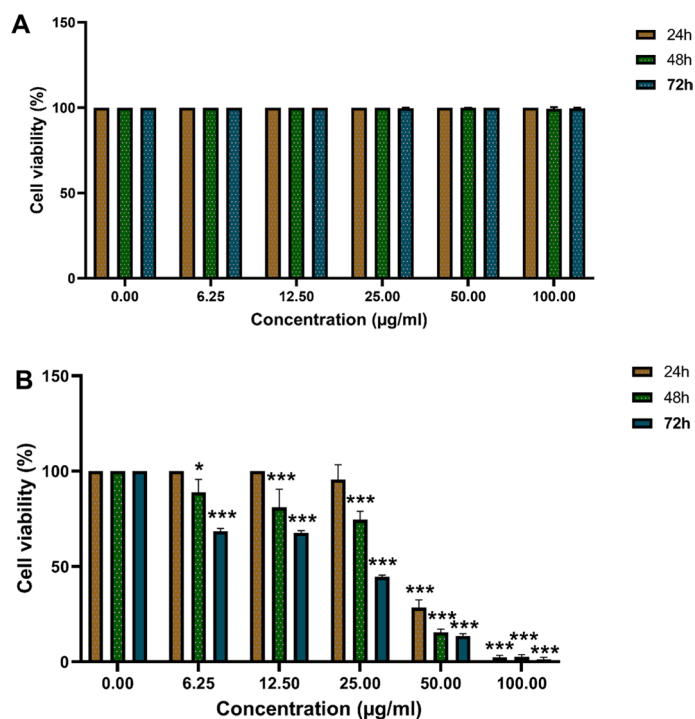 A
150
100
50
0
Cell viability (%)
0.00 6.25 12.50 25.00 50.00 100.00
Concentration (µg/ml)
24h
48h
72h
B
150
100
50
0
Cell viability (%)
* *** *** *** *** *** *** *** *** *** *** ***
0.00 6.25 12.50 25.00 50.00 100.00
Concentration (µg/ml)
24h
48h
72h